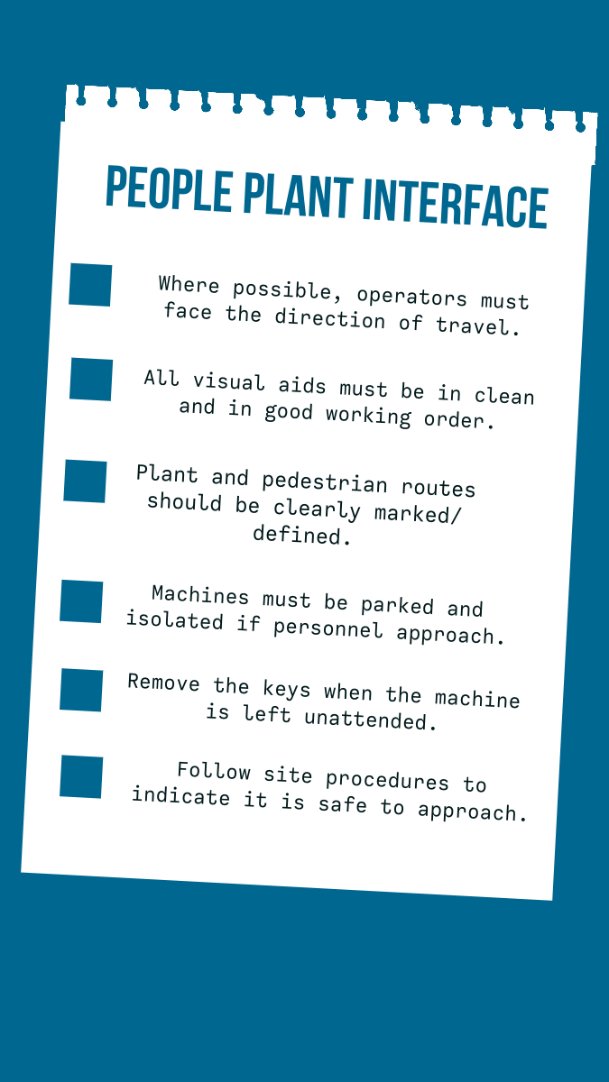 PEOPLE PLANT INTERFACE
Where possible, operators must
face the direction of travel.
All visual aids must be in clean
and in good working order.
Plant and pedestrian routes
should be clearly marked/
defined.
Machines must be parked and
isolated if personnel approach.
Remove the keys when the machine
is left unattended.
Follow site procedures to
indicate it is safe to approach.